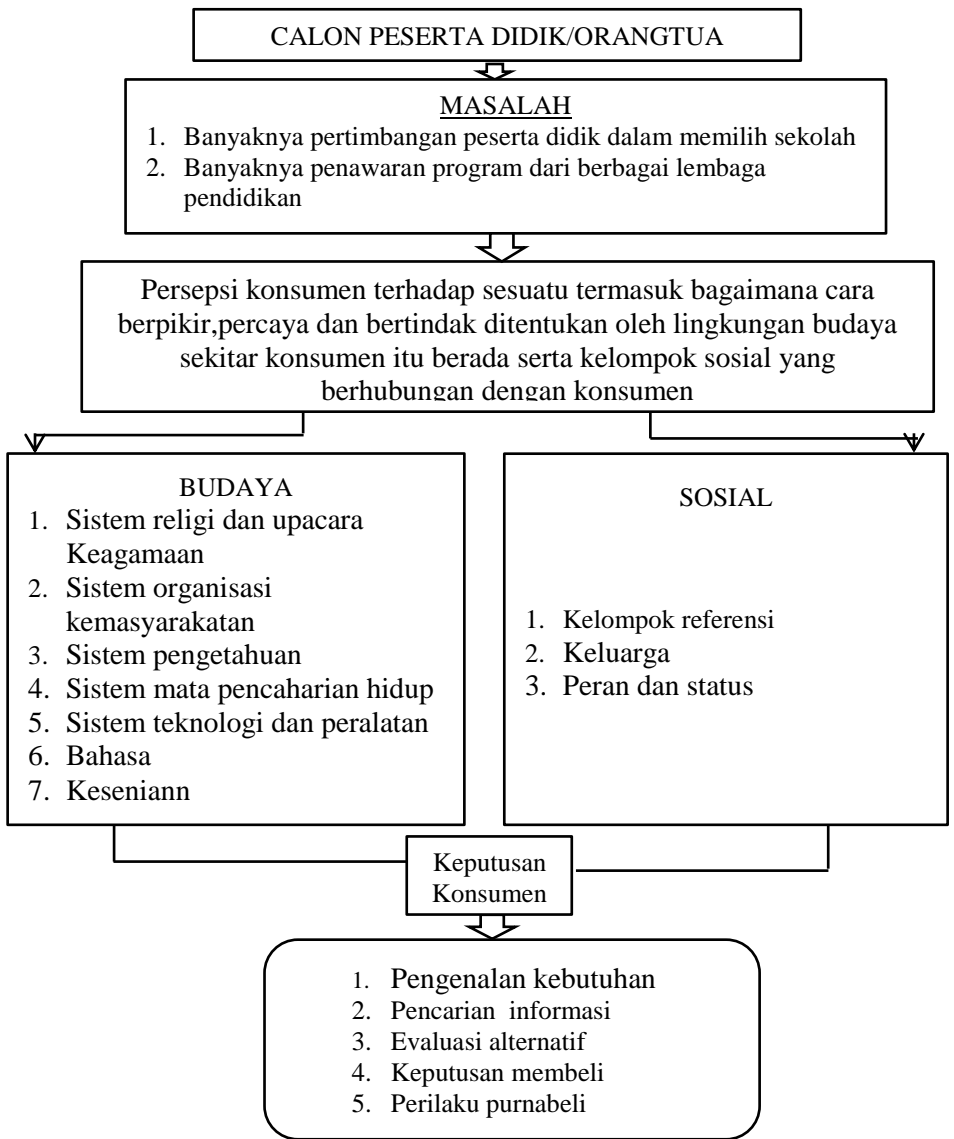 CALON PESERTA DIDIK/ORANGTUA
MASALAH
1. Banyaknya pertimbangan peserta didik dalam memilih sekolah
2. Banyaknya penawaran program dari berbagai lembaga
pendidikan
Persepsi konsumen terhadap sesuatu termasuk bagaimana cara
berpikir,percaya dan bertindak ditentukan oleh lingkungan budaya
sekitar konsumen itu berada serta kelompok sosial yang
berhubungan dengan konsumen
BUDAYA
1. Sistem religi dan upacara
Keagamaan
2. Sistem organisasi
kemasyarakatan
3. Sistem pengetahuan
4. Sistem mata pencaharian hidup
5. Sistem teknologi dan peralatan
6. Bahasa
7. Keseniann
SOSIAL
1. Kelompok referensi
2. Keluarga
3. Peran dan status
Keputusan
Konsumen
1. Pengenalan kebutuhan
2. Pencarian informasi
3. Evaluasi alternatif
4. Keputusan membeli
5. Perilaku purnabeli